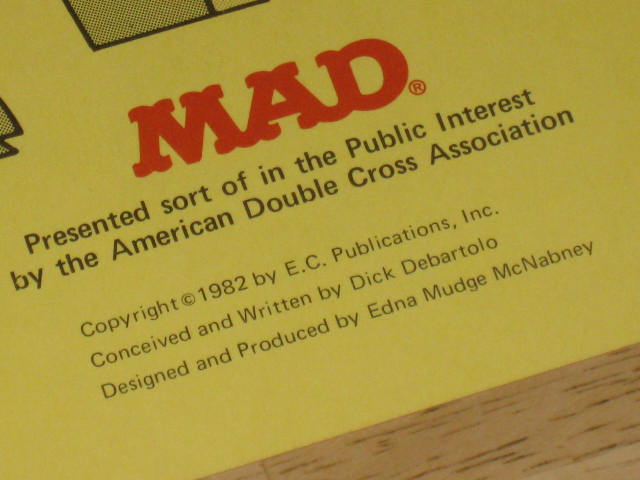 MAD®
Presented sort of in the Public Interest
by the American Double Cross Association
Copyright © 1982 by E.C. Publications, Inc.
Conceived and Written by Dick Debartolo
Designed and Produced by Edna Mudge McNabney